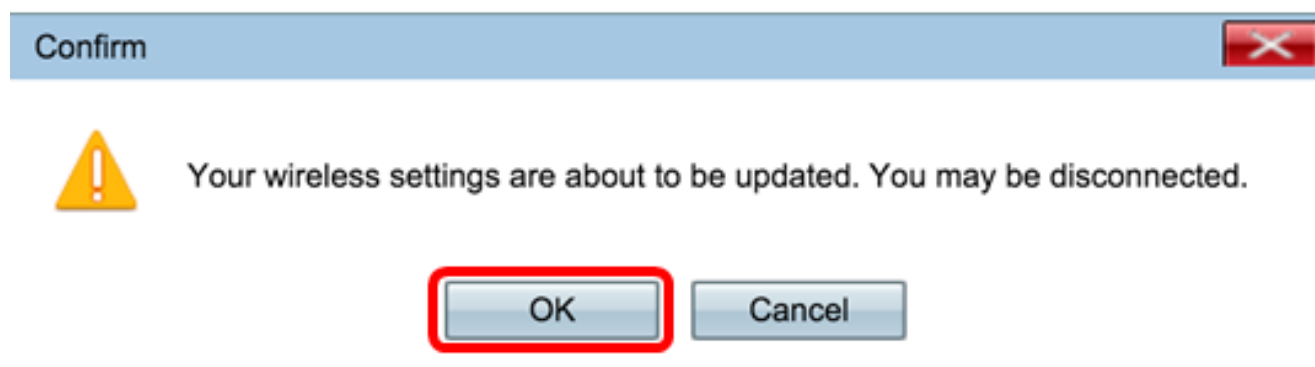 Confirm
Your wireless settings are about to be updated. You may be disconnected.
OK
Cancel